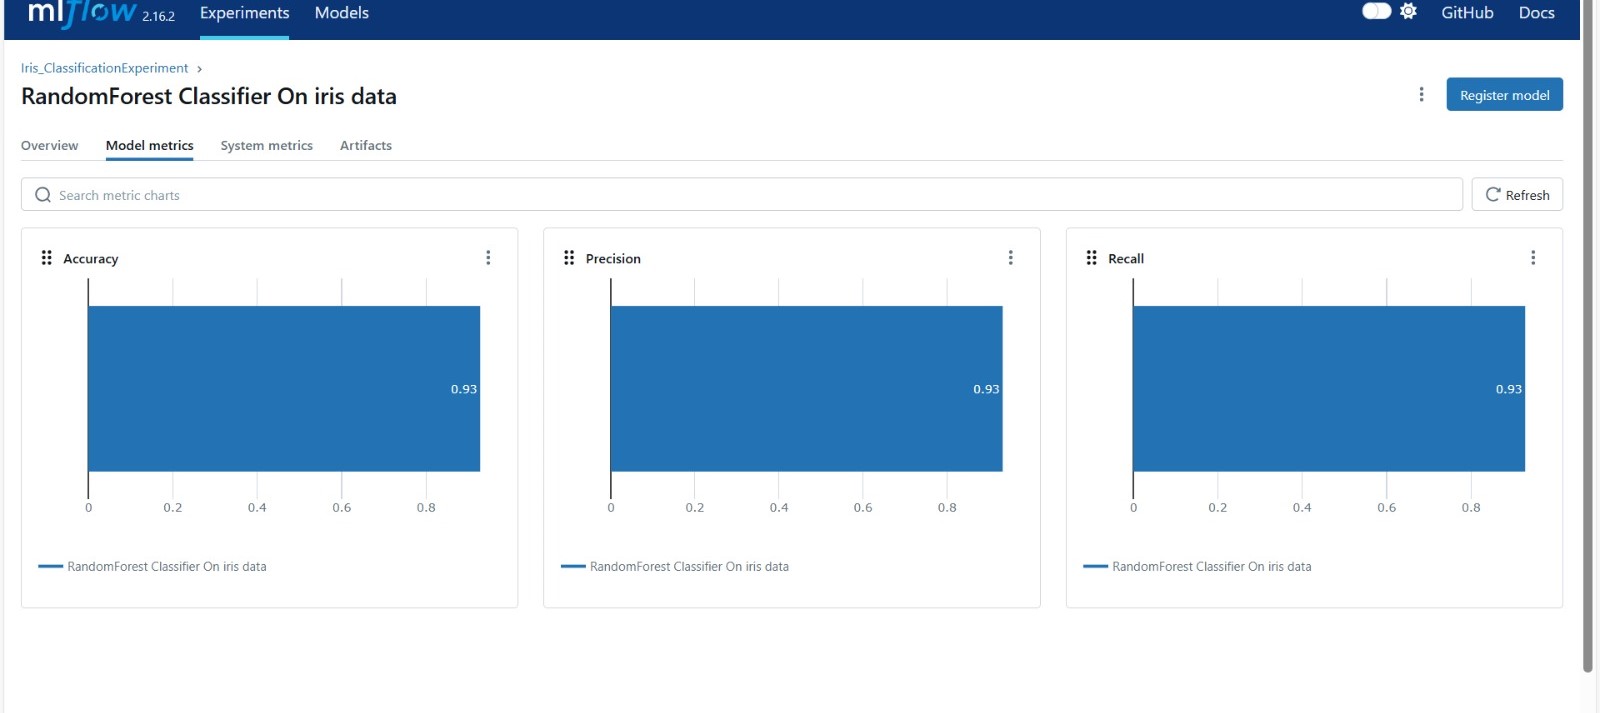 mlflow 2.16.2 Experiments Models GitHub Docs
Iris_ClassificationExperiment ›
RandomForest Classifier On iris data
Register model
Overview Model metrics System metrics Artifacts
Search metric charts
Refresh
Accuracy
0.93
0 0.2 0.4 0.6 0.8
RandomForest Classifier On iris data
Precision
0.93
0 0.2 0.4 0.6 0.8
RandomForest Classifier On iris data
Recall
0.93
0 0.2 0.4 0.6 0.8
RandomForest Classifier On iris data